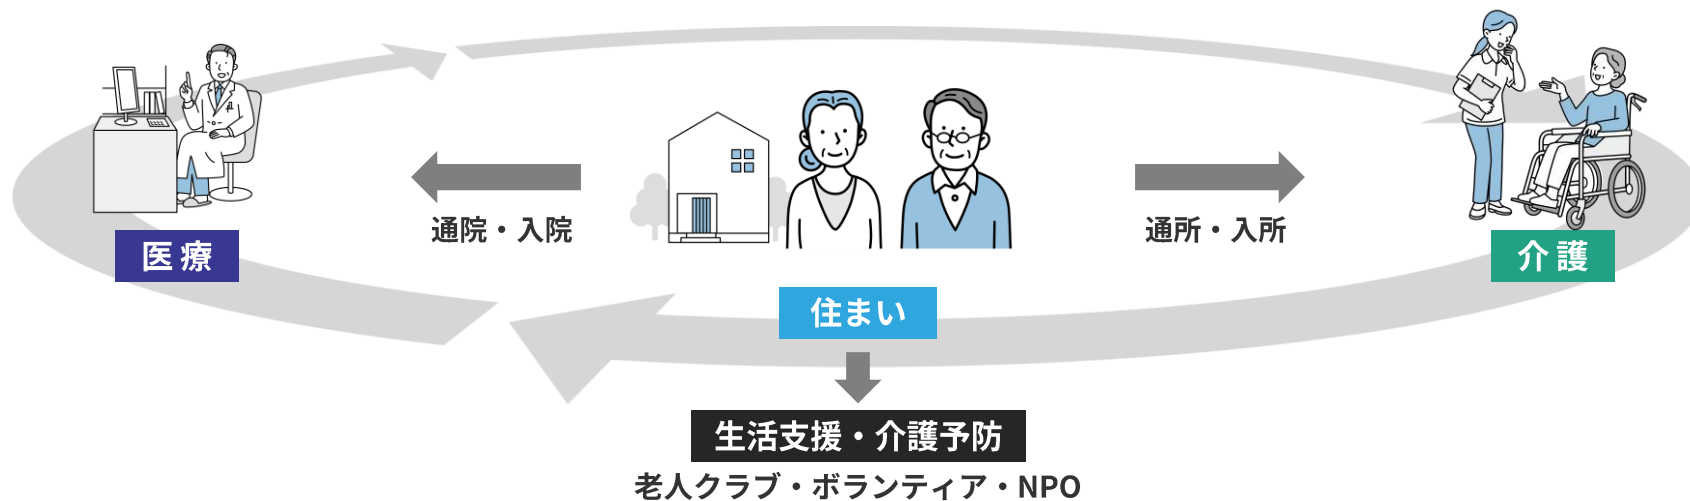 通院・入院
通所・入所
医療
介護
住まい
生活支援・介護予防
老人クラブ・ボランティア・NPO